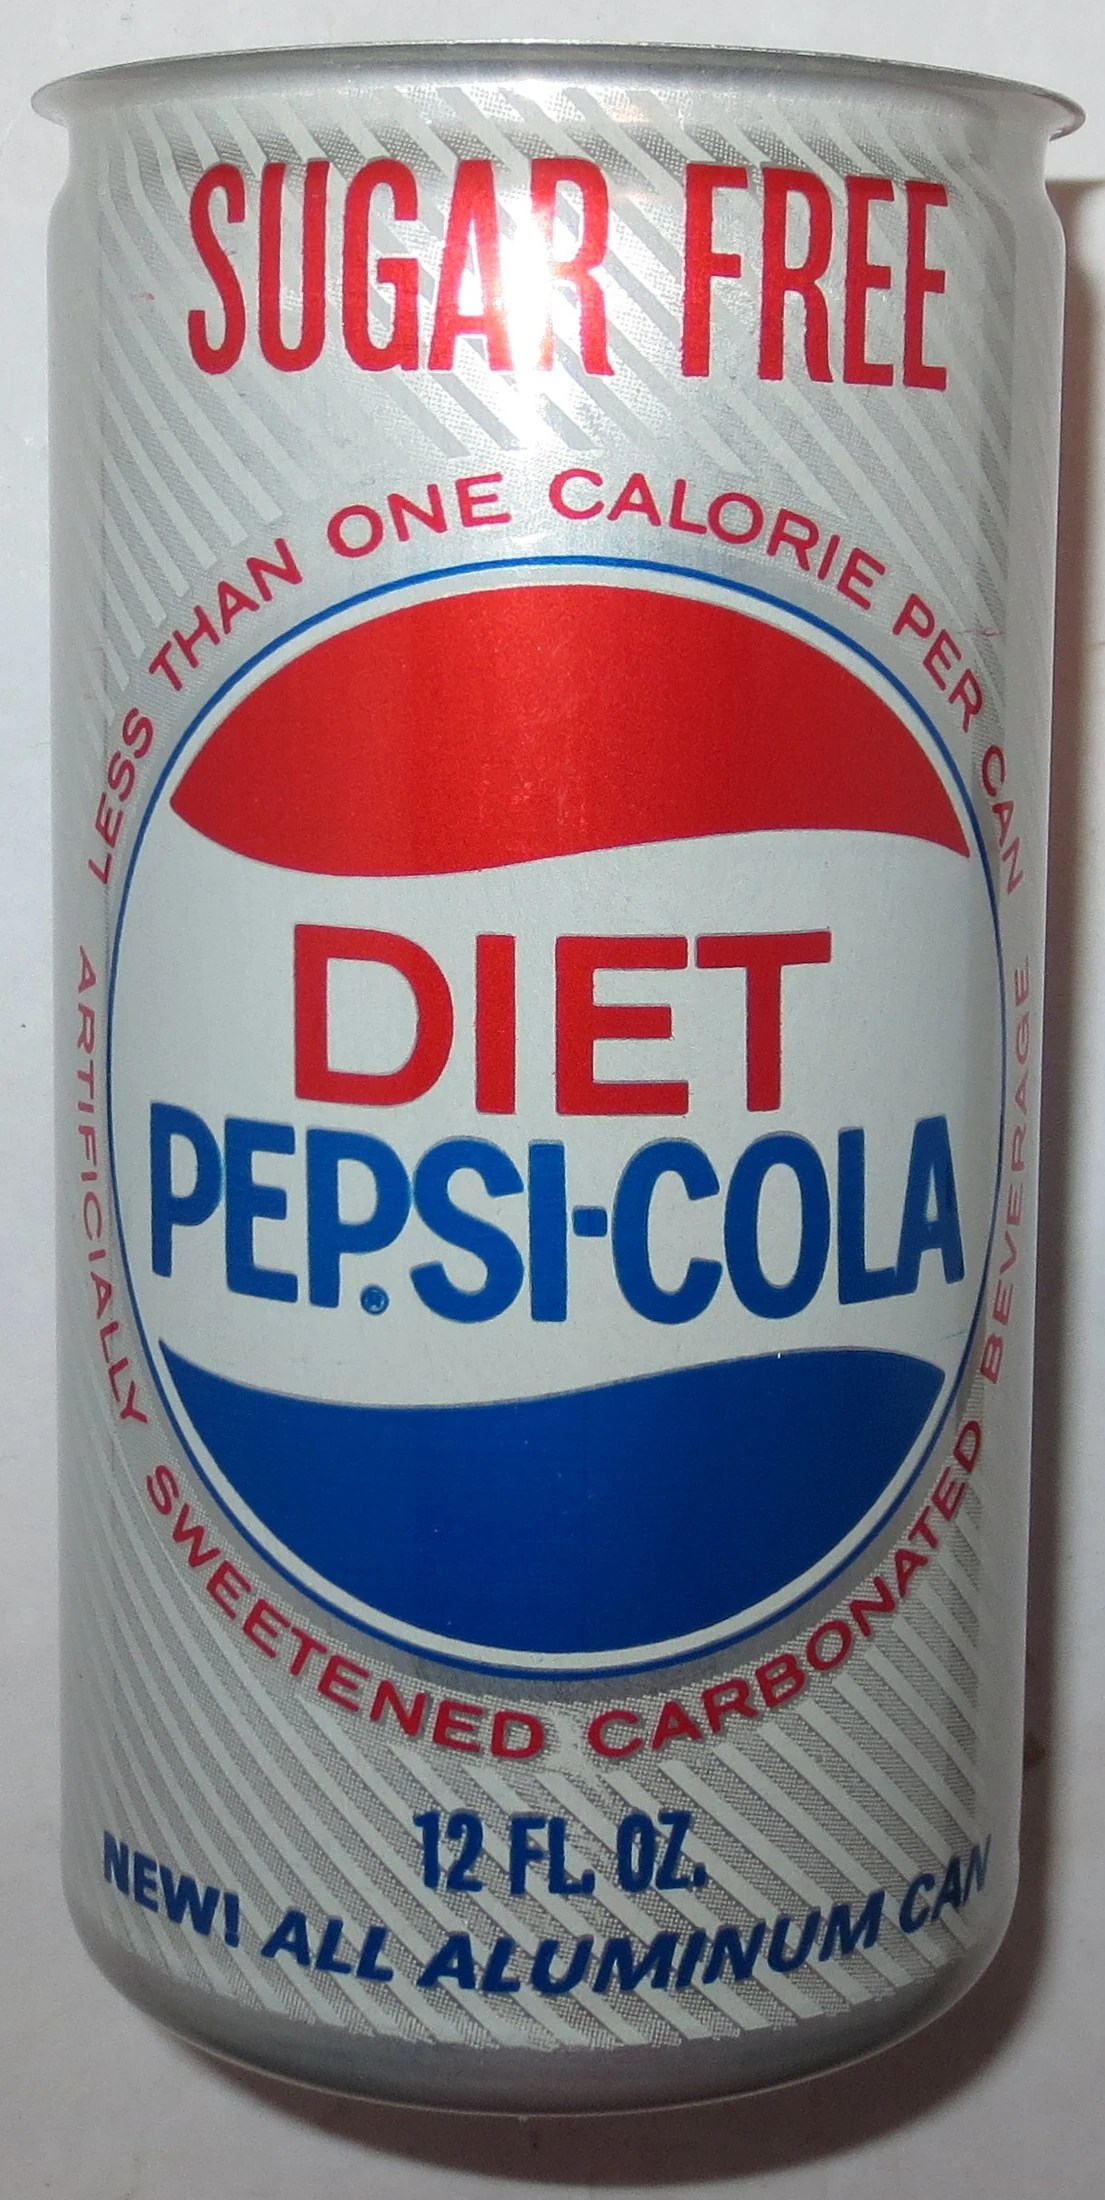 SUGAR FREE
LESS THAN ONE CALORIE PER CAN
DIET
PEPSI-COLA
®
ARTIFICIALLY SWEETENED CARBONATED BEVERAGE
12 FL. OZ.
NEW! ALL ALUMINUM CAN